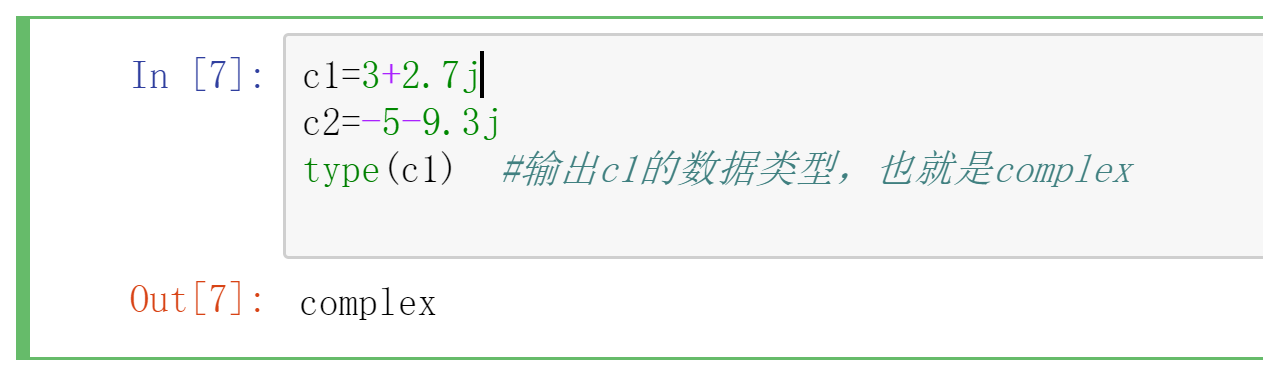 In [7]: c1=3+2.7j
c2=-5-9.3j
type(c1)  #输出c1的数据类型，也就是complex
Out[7]: complex